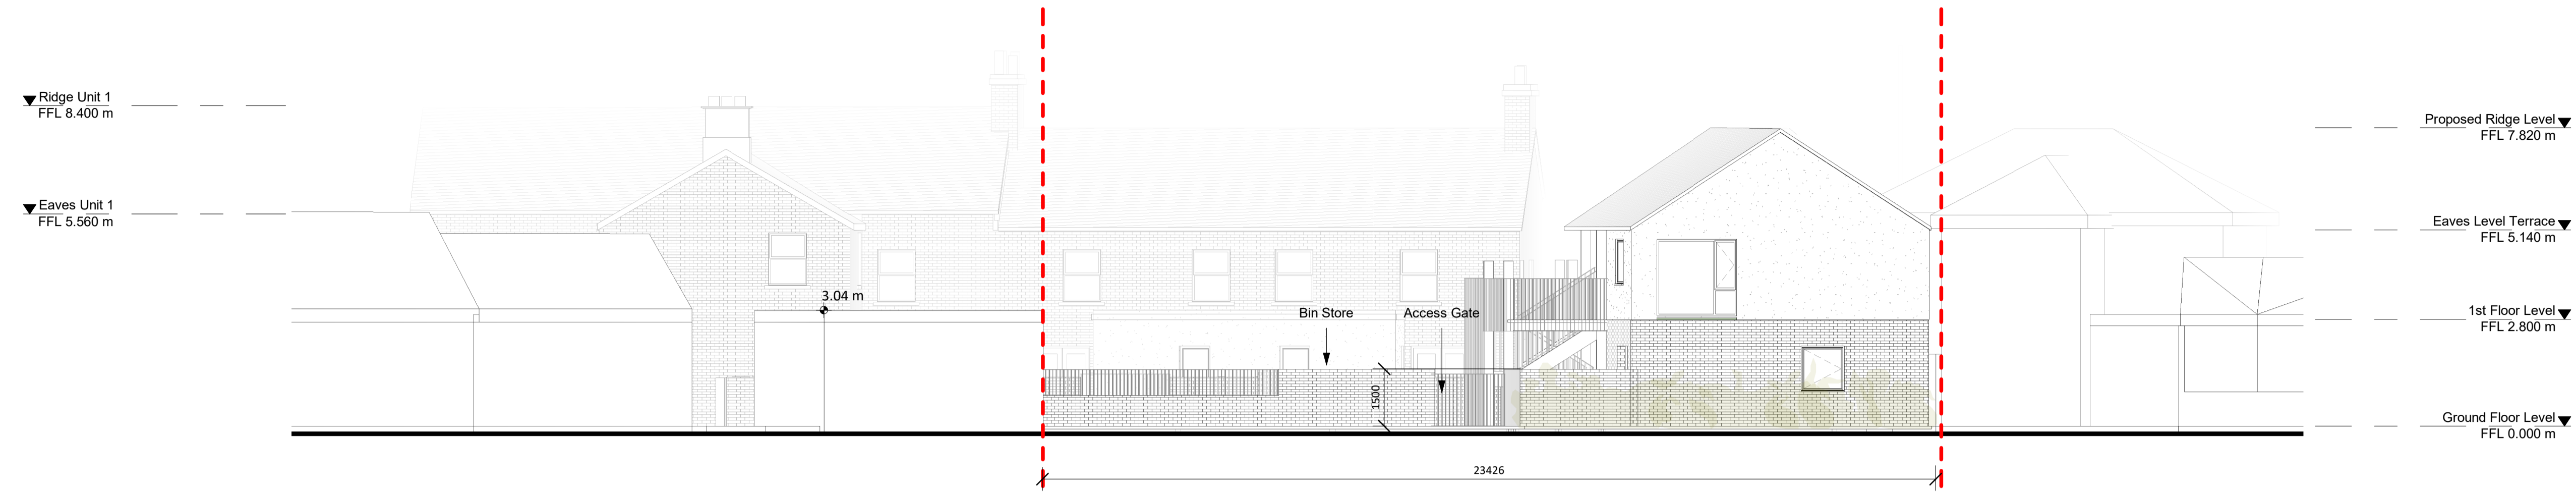 Ridge Unit 1
FFL 8.400 m
Eaves Unit 1
FFL 5.560 m
3.04 m
Bin Store
Access Gate
1500
23426
Proposed Ridge Level
FFL 7.820 m
Eaves Level Terrace
FFL 5.140 m
1st Floor Level
FFL 2.800 m
Ground Floor Level
FFL 0.000 m